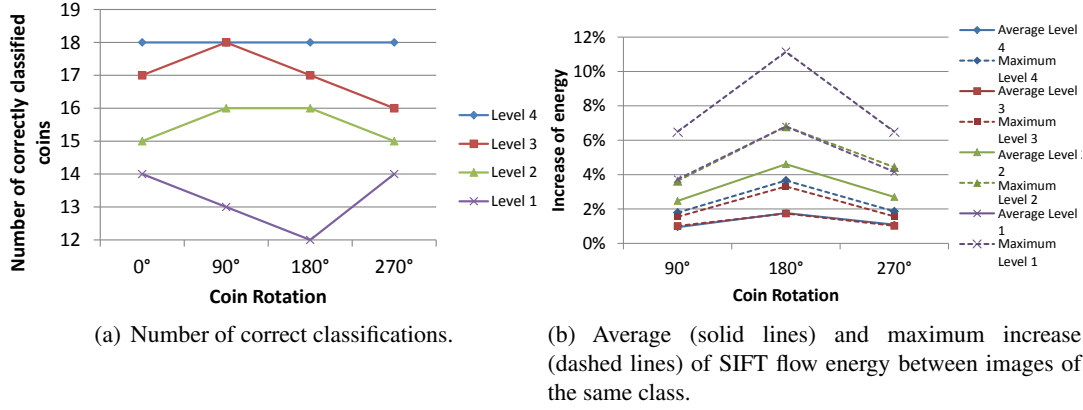 19
18
17
16
15
14
13
12
Number of correctly classified
coins
0°
90°
180°
270°
Coin Rotation
Level 4
Level 3
Level 2
Level 1
(a) Number of correct classifications.
12%
10%
8%
6%
4%
2%
0%
Increase of energy
90°
180°
270°
Coin Rotation
Average Level
4
Maximum
Level 4
Average Level
3
Maximum
Level 3
Average Level
2
Maximum
Level 2
Average Level
1
Maximum
Level 1
(b) Average (solid lines) and maximum increase
(dashed lines) of SIFT flow energy between images of
the same class.